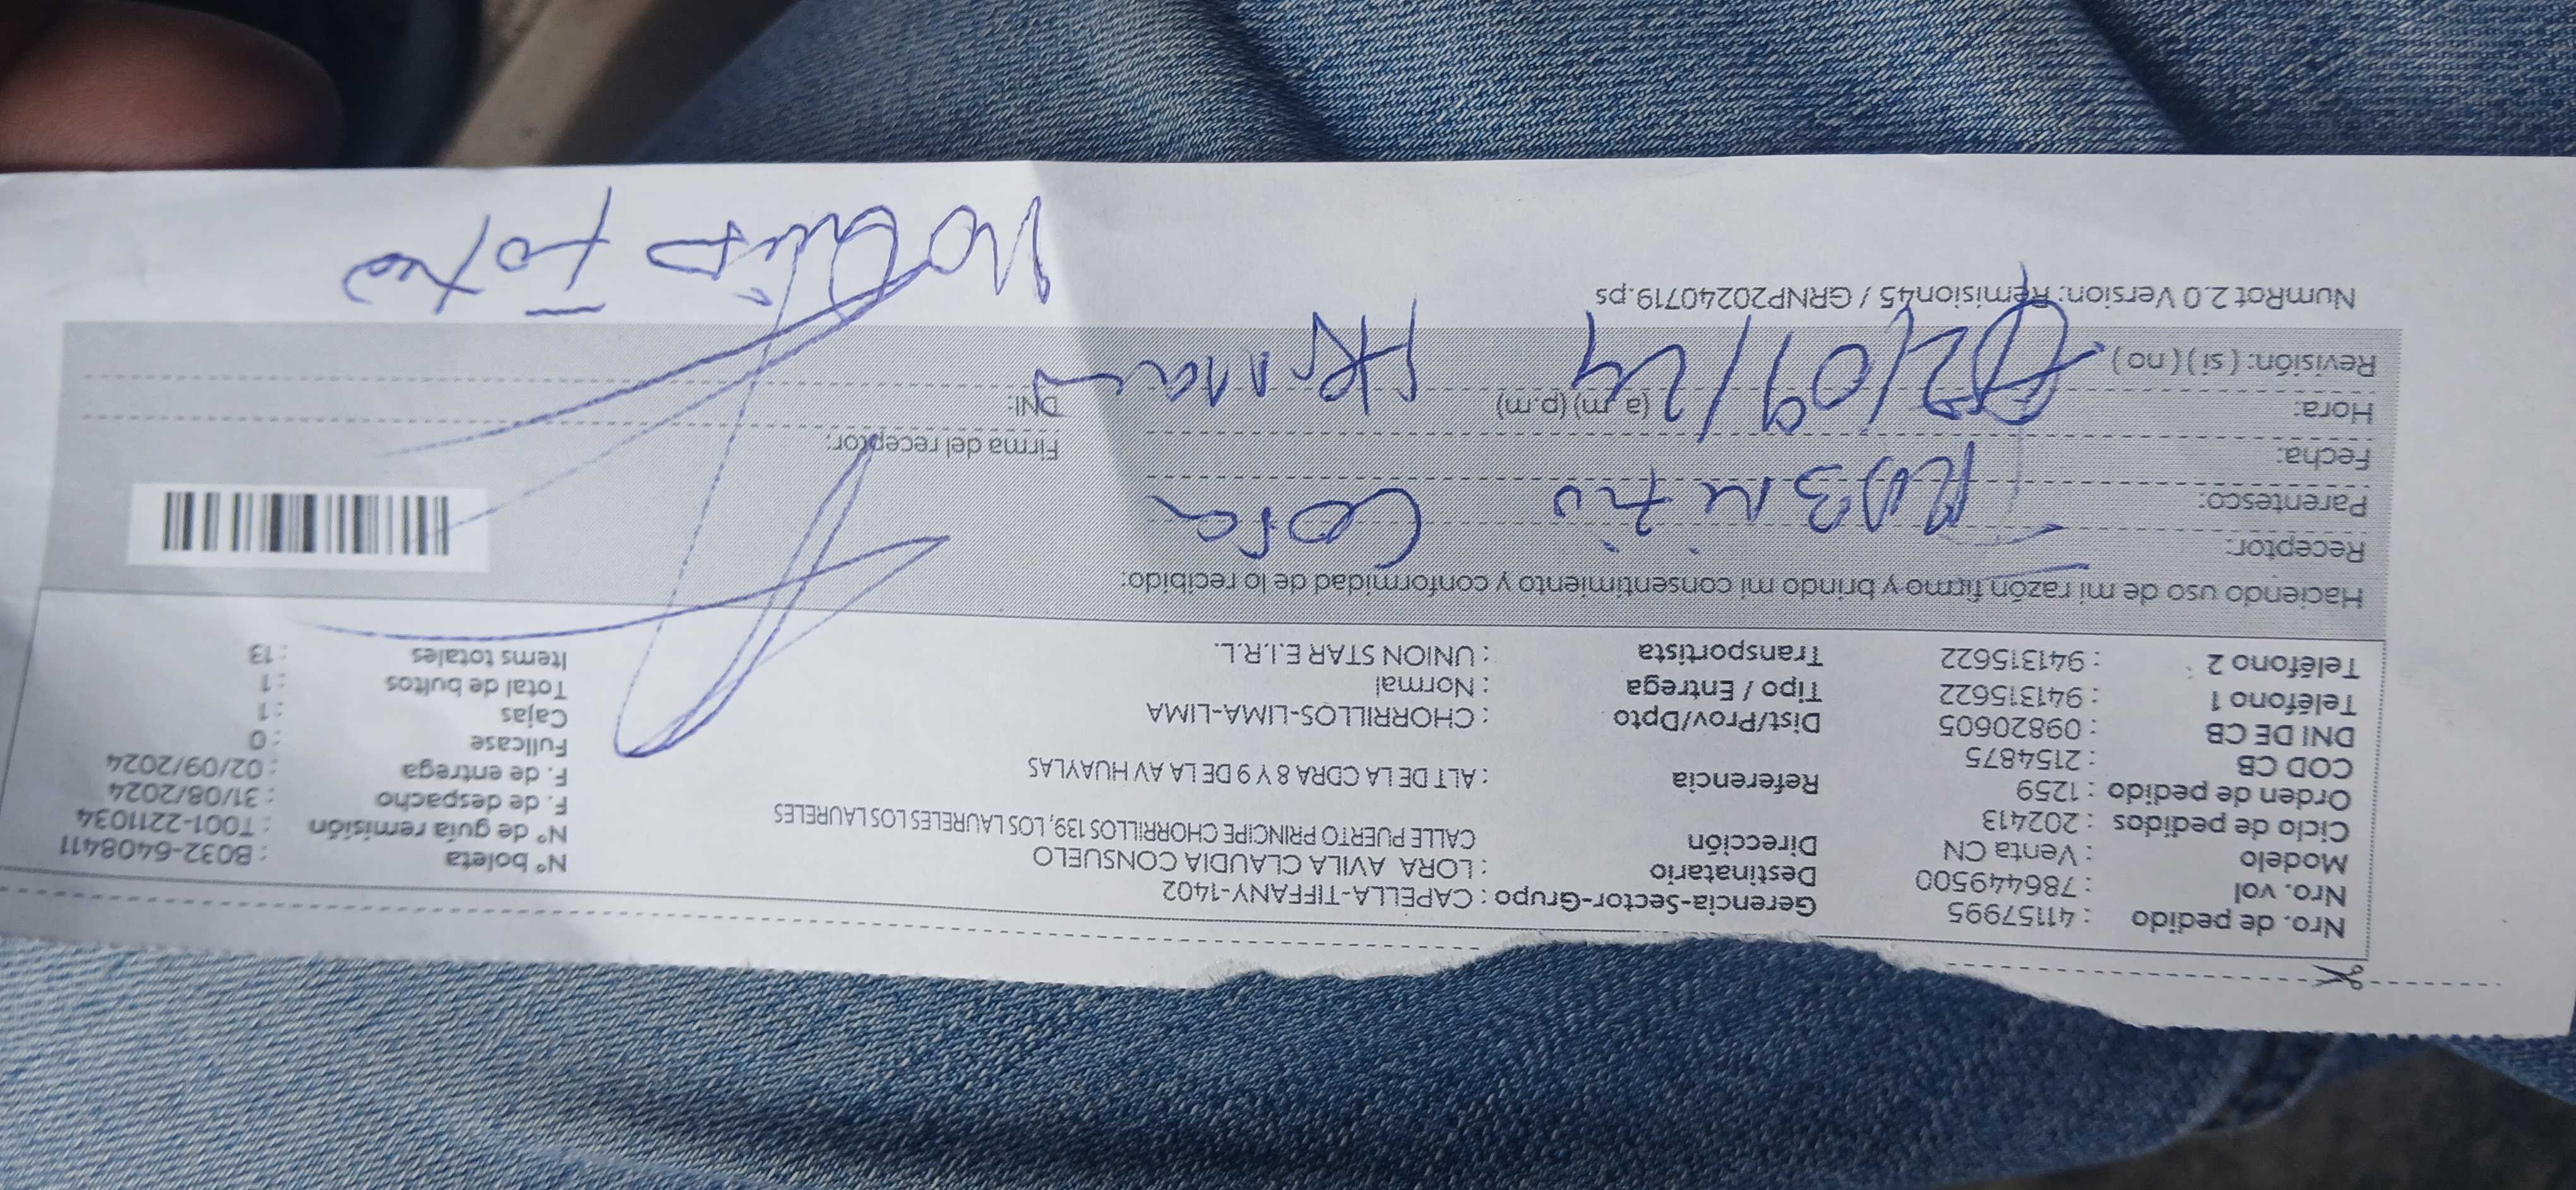 Nro. de pedido : 41157995
Nro. vol : 786449500
Modelo : Venta CN
Ciclo de pedidos : 202413
Orden de pedido : 1259
COD CB : 2154875
DNI DE CB : 09820605
Teléfono 1 : 941315622
Teléfono 2 : 941315622
Gerencia-Sector-Grupo : CAPELLA-TIFFANY-1402
Destinatario : LORA AVILA CLAUDIA CONSUELO
Dirección CALLE PUERTO PRINCIPE CHORRILLOS 139, LOS LAURELES LOS LAURELES
Referencia : ALT DE LA CDRA 8 Y 9 DE LA AV HUAYLAS
Dist/Prov/Dpto : CHORRILLOS-LIMA-LIMA
Tipo / Entrega : Normal
Transportista : UNION STAR E.I.R.L.
N° boleta : B032-6408411
N° de guía remisión : T001-2211034
F. de despacho : 31/08/2024
F. de entrega : 02/09/2024
Fullcase : 0
Cajas : 1
Total de bultos : 1
Items totales : 13
Haciendo uso de mi razón firmo y brindo mi consentimiento y conformidad de lo recibido:
Receptor:
Parentesco:
Fecha: 02/09/24
Hora: (a.m) (p.m)
Revisión: ( si ) ( no )
Firma del receptor:
DNI:
NumRot 2.0 Version: Remision45 / GRNP20240719.ps
No